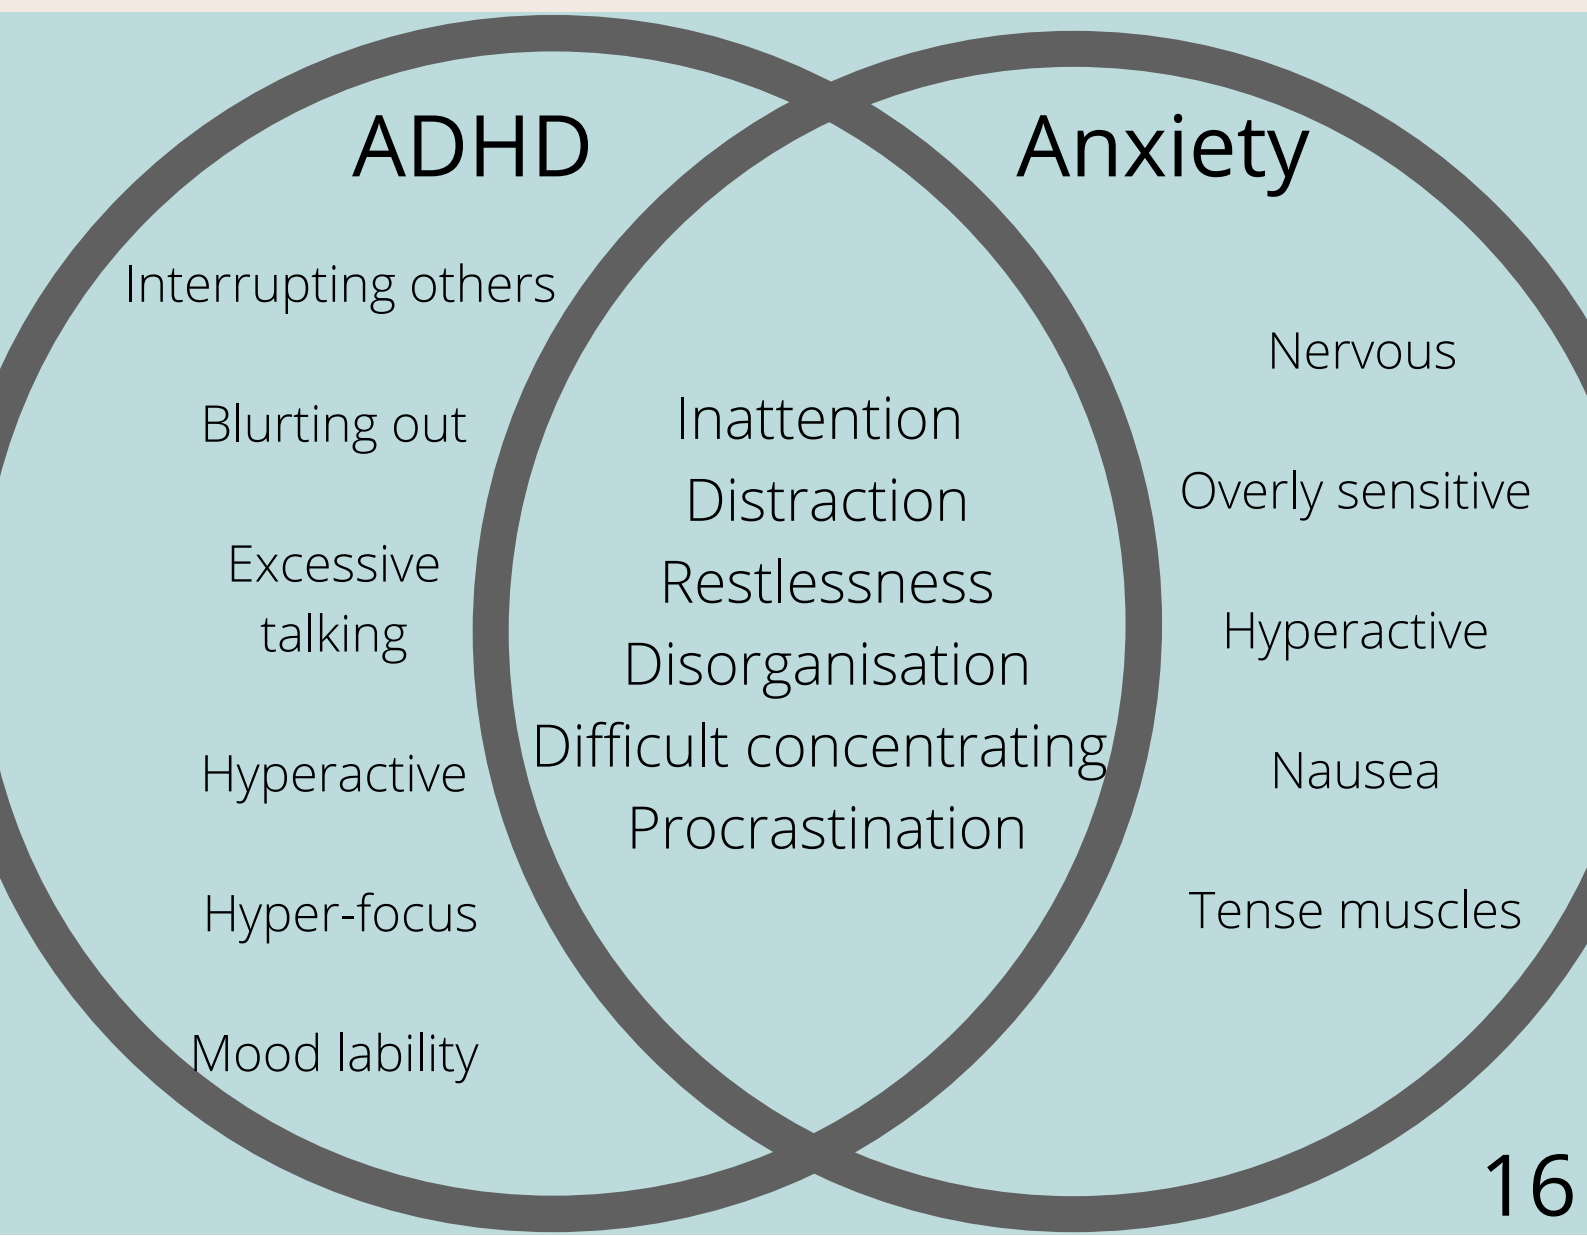 ADHD
Interrupting others
Blurting out
Excessive
talking
Hyperactive
Hyper-focus
Mood lability
Inattention
Distraction
Restlessness
Disorganisation
Difficult concentrating
Procrastination
Anxiety
Nervous
Overly sensitive
Hyperactive
Nausea
Tense muscles
16